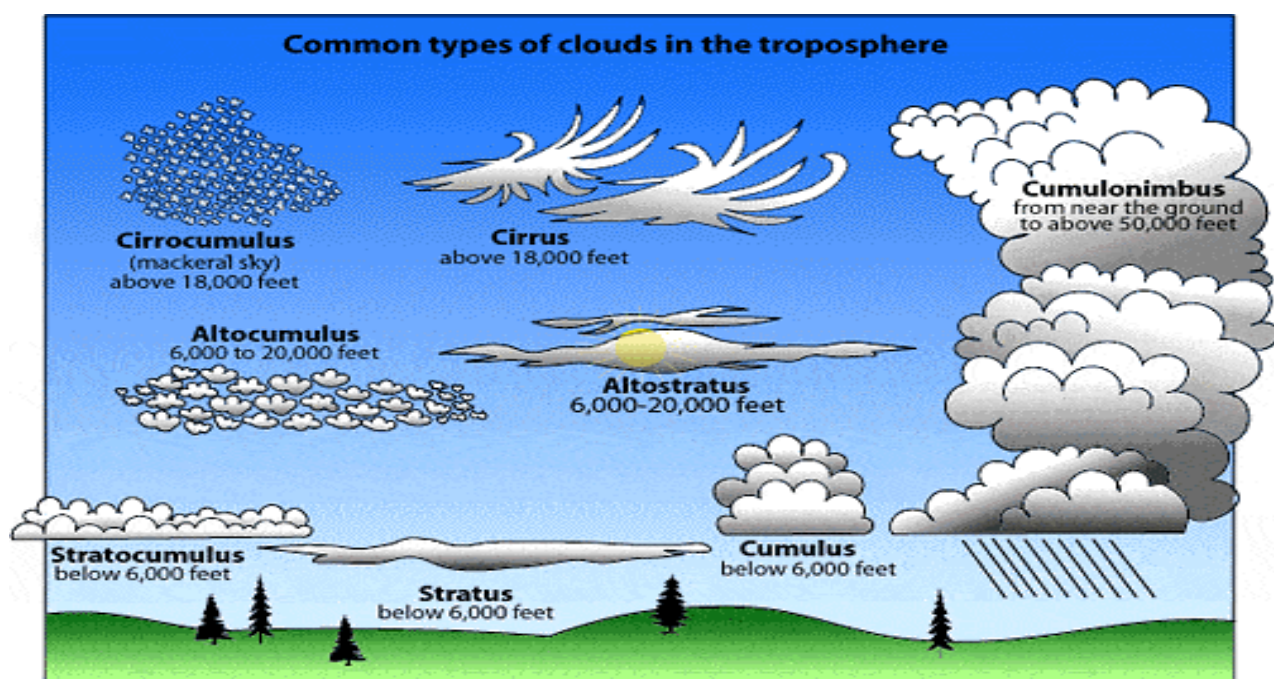 Common types of clouds in the troposphere
Cirrocumulus
(mackeral sky)
above 18,000 feet
Cirrus
above 18,000 feet
Cumulonimbus
from near the ground
to above 50,000 feet
Altocumulus
6,000 to 20,000 feet
Altostratus
6,000-20,000 feet
Stratocumulus
below 6,000 feet
Stratus
below 6,000 feet
Cumulus
below 6,000 feet